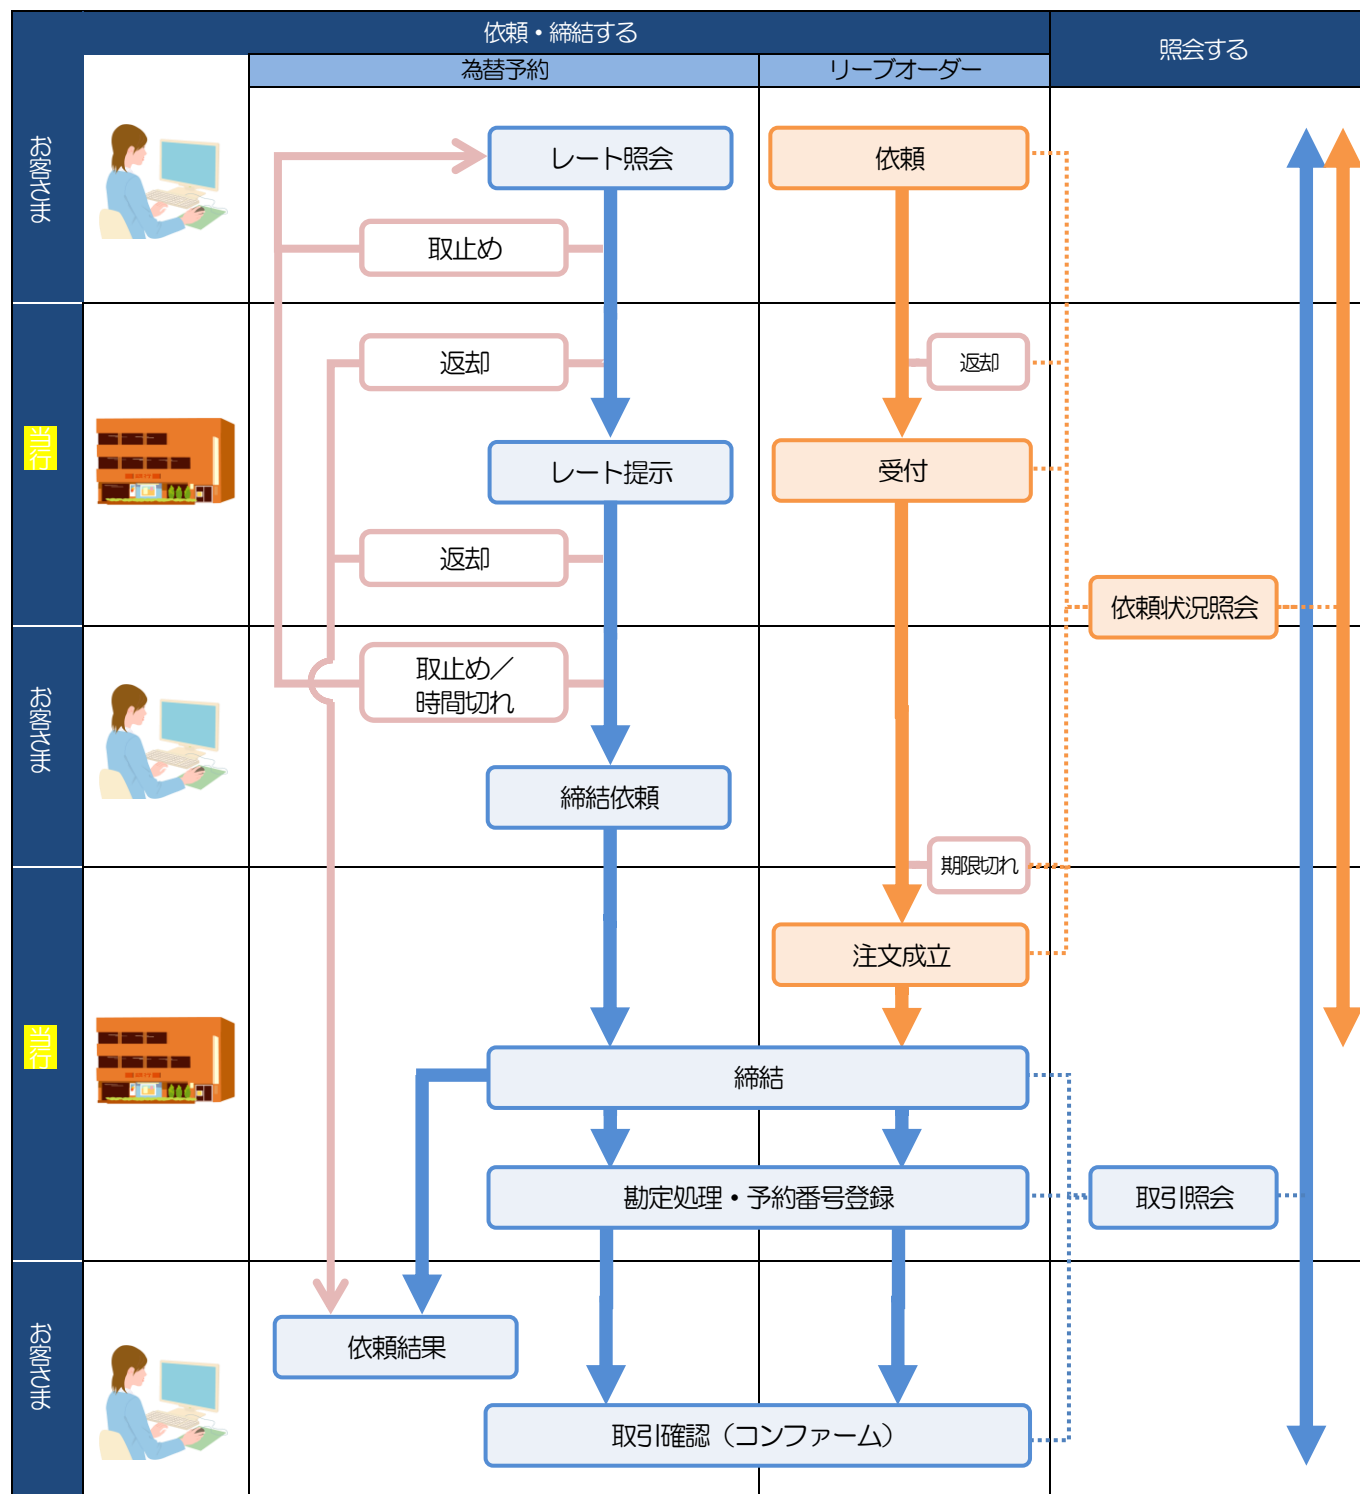 依頼・締結する
照会する
為替予約
リーブオーダー
お客さま
レート照会
依頼
取止め
返却
返却
当行
レート提示
受付
返却
依頼状況照会
お客さま
取止め／
時間切れ
締結依頼
期限切れ
注文成立
当行
締結
勘定処理・予約番号登録
取引照会
お客さま
依頼結果
取引確認（コンファーム）